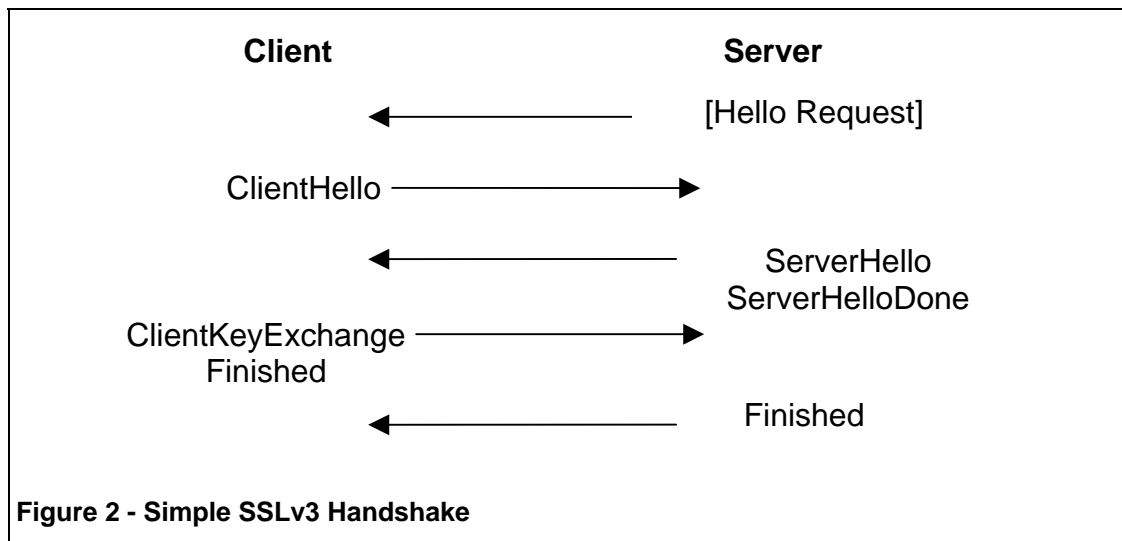 Client Server
[Hello Request]
ClientHello
ServerHello
ServerHelloDone
ClientKeyExchange
Finished
Finished
Figure 2 - Simple SSLv3 Handshake